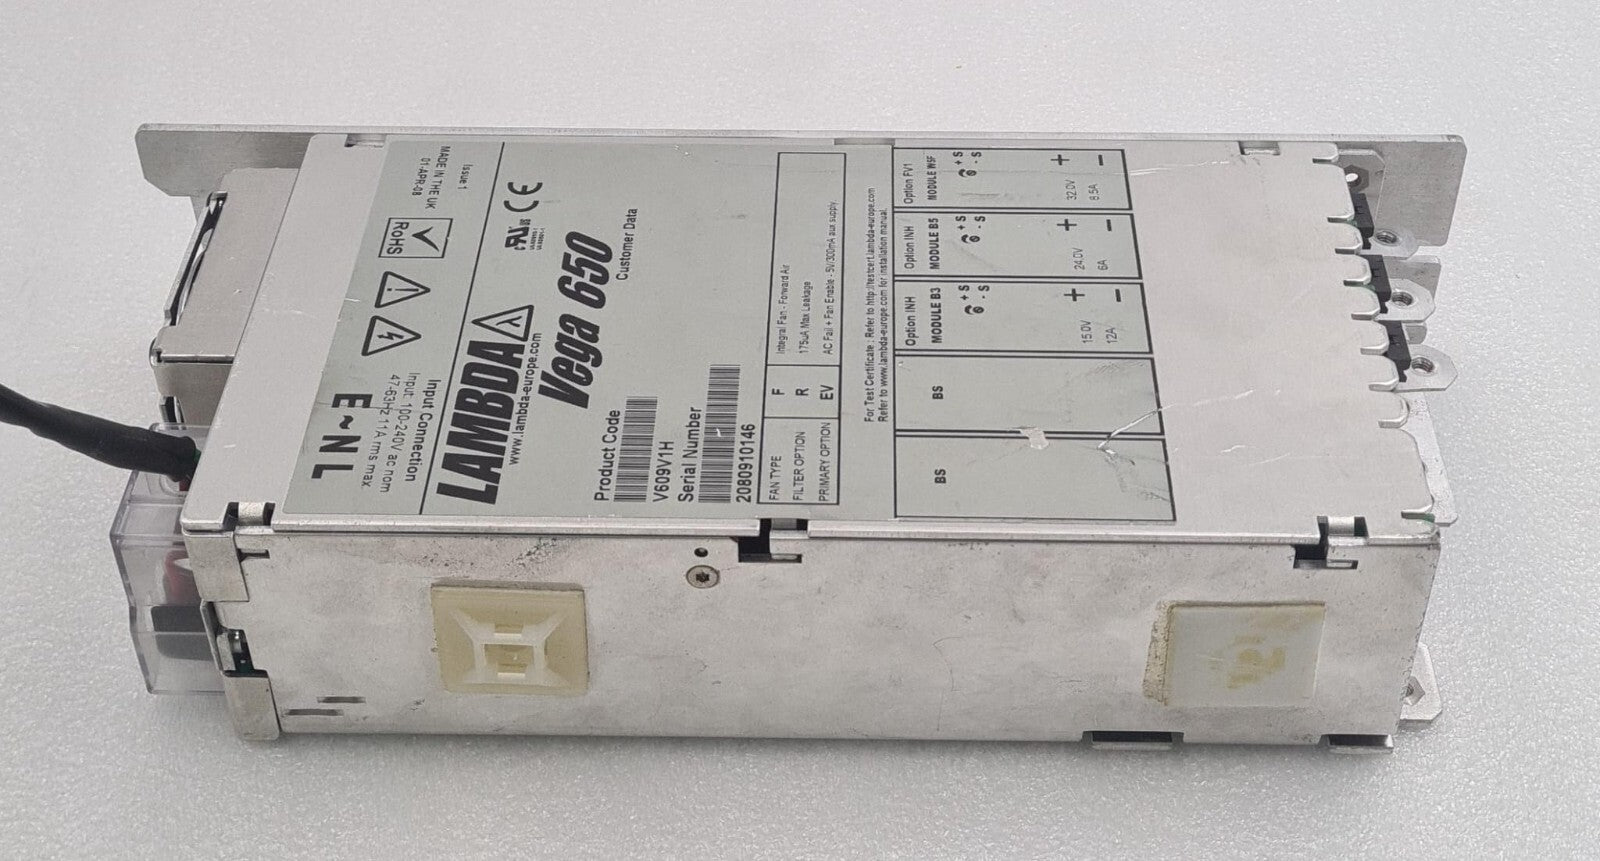 E ~ N L
Input Connection
Input: 100-240V ac nom
47-63Hz 11A rms max.
MADE IN THE UK
01-APR-08
RoHS
Issue 1
LAMBDA
www.lambda-europe.com
CE
c UL us
Vega 650
Customer Data
Product Code
V609V1H
Serial Number
2080910146
FAN TYPE F Integral Fan - Forward Air
FILTER OPTION R 175uA Max Leakage
PRIMARY OPTION EV AC Fail + Fan Enable - 5V/300mA aux supply.
For Test Certificate : Refer to http://testcert.lambda-europe.com
Refer to www.lambda-europe.com for installation manual.
BS
BS
Option INH
MODULE B3
+ S
- S
+
15.0V
−
12A
Option INH
MODULE B5
+ S
- S
+
24.0V
−
6A
Option FV1
MODULE W5F
+ S
- S
+
32.0V
−
8.5A